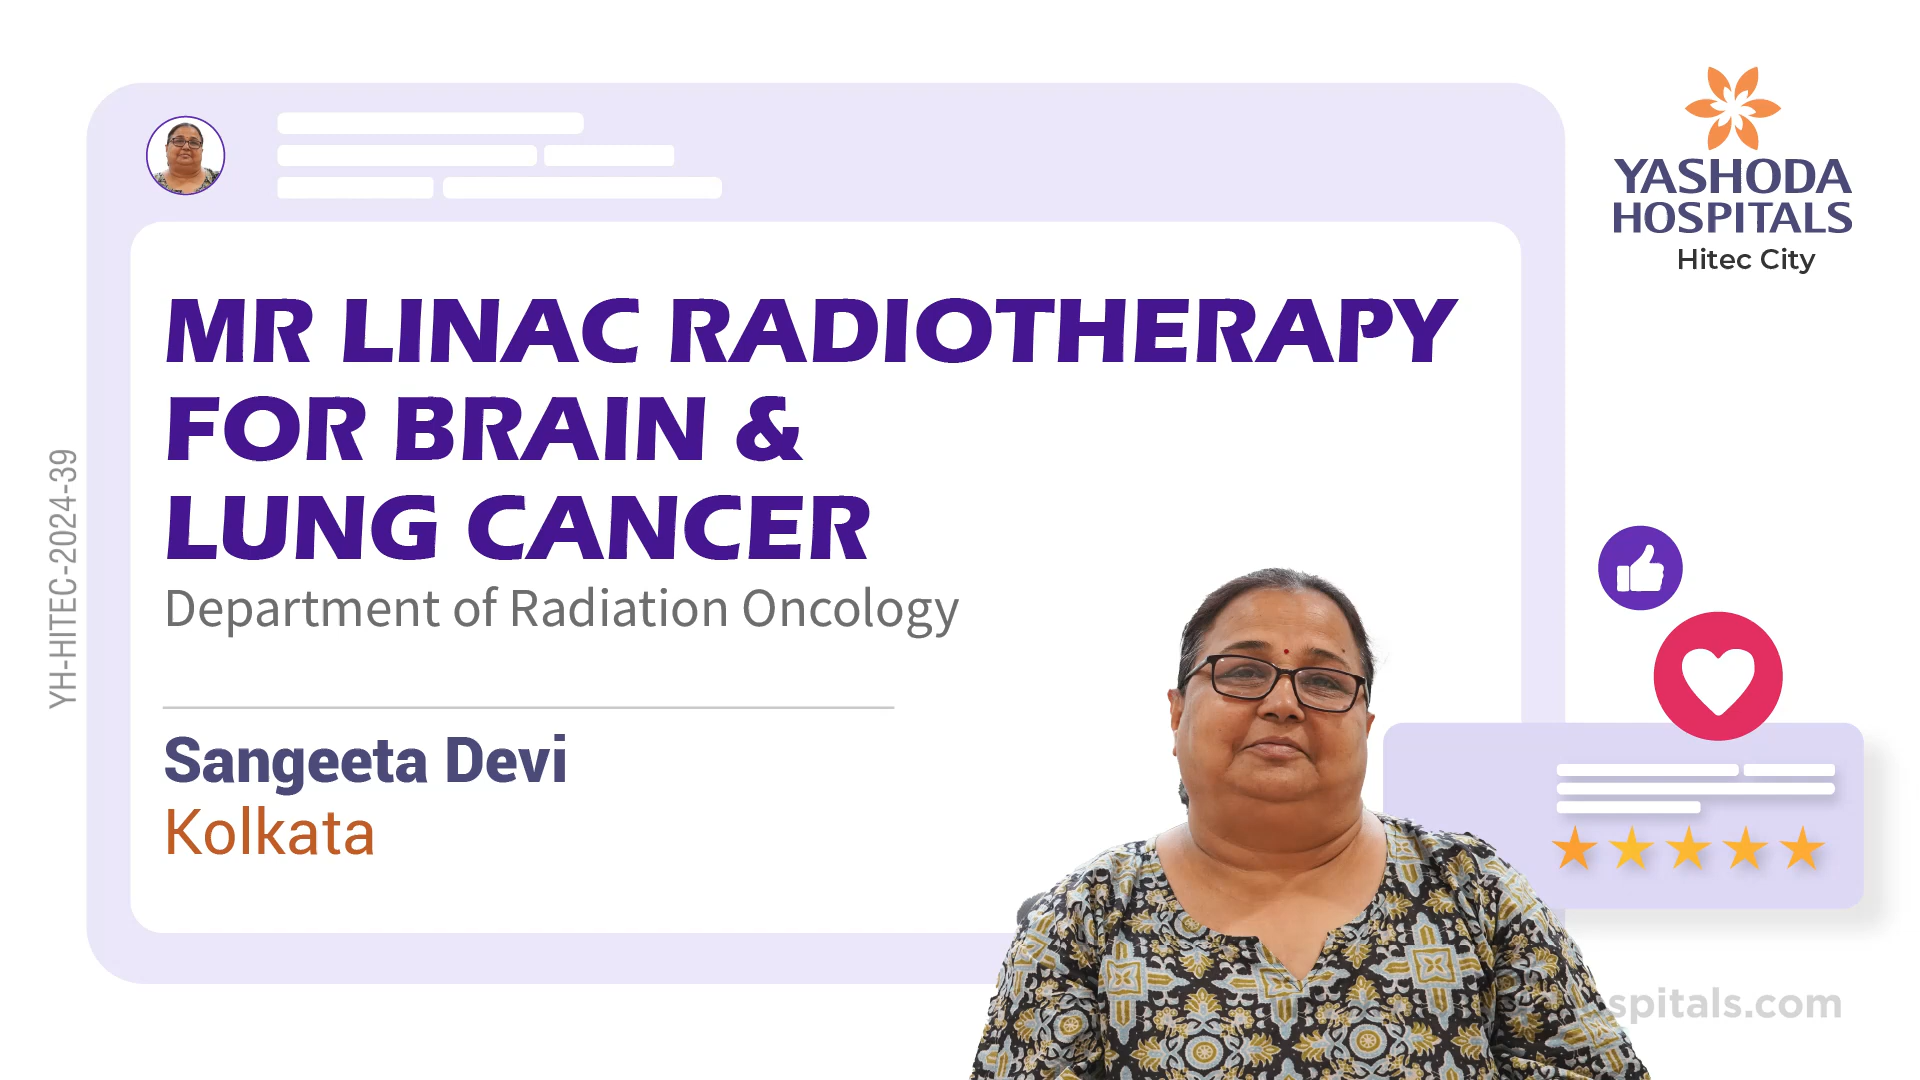 YASHODA
HOSPITALS
Hitec City
MR LINAC RADIOTHERAPY
FOR BRAIN &
LUNG CANCER
Department of Radiation Oncology
Sangeeta Devi
Kolkata
YH-HITEC-2024-39
spitals.com